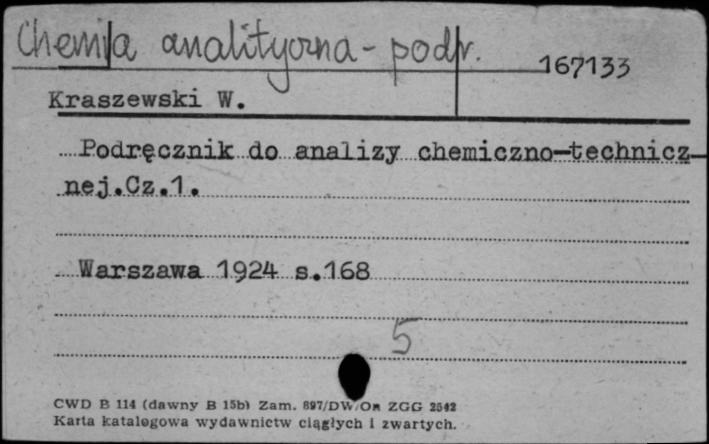 Chemia analityczna - podr.
167133
Kraszewski W.
Podręcznik do analizy chemiczno-technicz-
nej.Cz.1.
Warszawa 1924 s.168
5
CWD B 114 (dawny B 15b) Zam. 897/DW/Om ZGG 2542
Karta katalogowa wydawnictw ciągłych i zwartych.